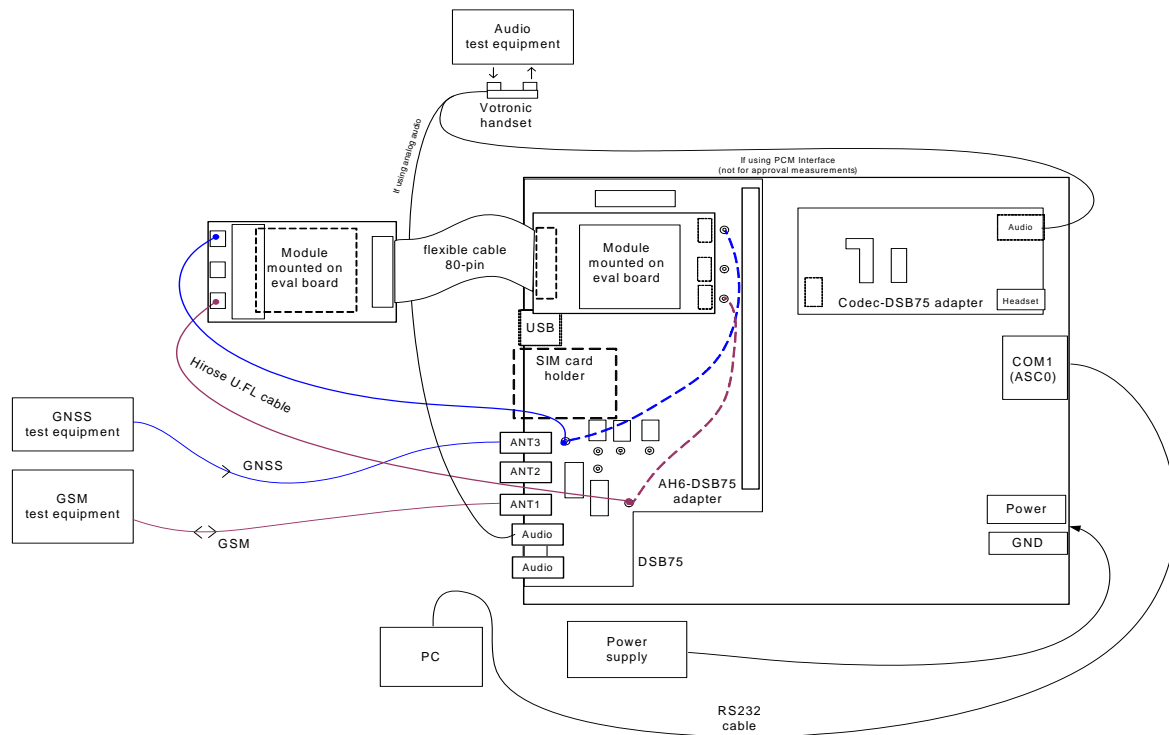 Audio
test equipment
Votronic
handset
If using analog audio
If using PCM Interface
(not for approval measurements)
Module
mounted on
eval board
flexible cable
80-pin
Module
mounted on
eval board
Audio
Codec-DSB75 adapter
Headset
USB
SIM card
holder
COM1
(ASC0)
Hirose U.FL cable
GNSS
test equipment
GNSS
ANT3
ANT2
ANT1
GSM
test equipment
GSM
AH6-DSB75
adapter
Audio
Audio
DSB75
Power
GND
PC
Power
supply
RS232
cable